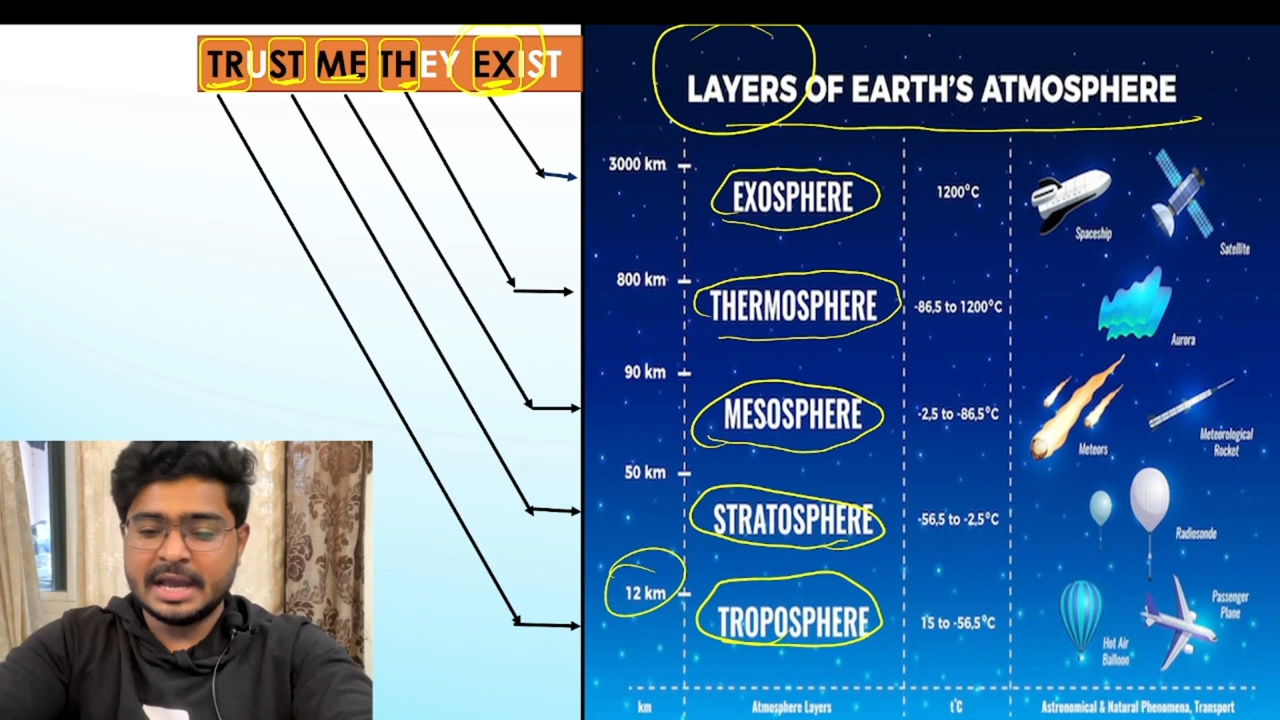 TRUST ME THEY EXIST
LAYERS OF EARTH'S ATMOSPHERE
3000 km
EXOSPHERE
1200°C
Spaceship
Satellite
800 km
THERMOSPHERE
-86,5 to 1200°C
Aurora
90 km
MESOSPHERE
-2,5 to -86,5°C
Meteors
Meteorological
Rocket
50 km
STRATOSPHERE
-56,5 to -2,5°C
Radiosonde
12 km
TROPOSPHERE
15 to -56,5°C
Hot Air
Balloon
Passenger
Plane
km
Atmosphere Layers
t°C
Astronomical & Natural Phenomena, Transport